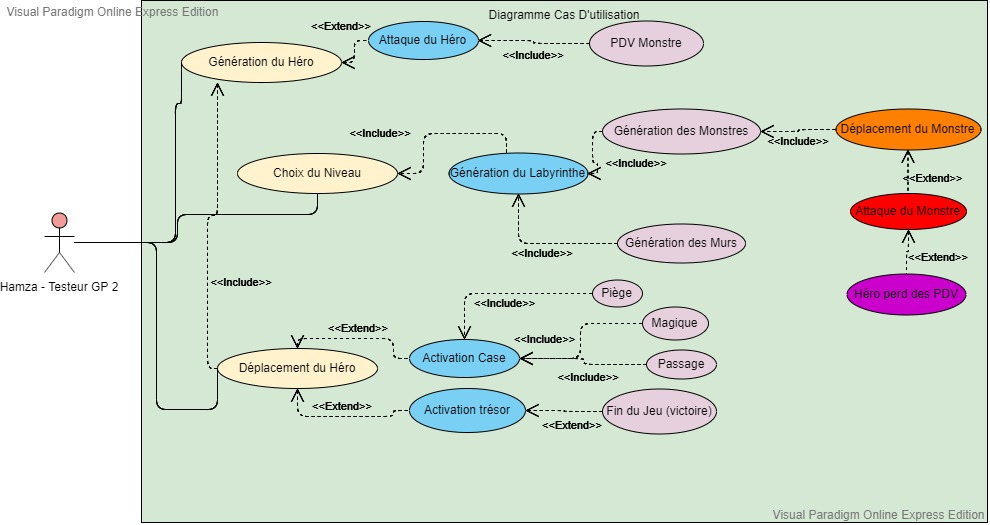 Visual Paradigm Online Express Edition
Diagramme Cas D'utilisation
<<Extend>>
Attaque du Héro
PDV Monstre
<<Include>>
Génération du Héro
Génération des Monstres
Déplacement du Monstre
<<Include>>
<<Include>>
<<Include>>
Choix du Niveau
Génération du Labyrinthe
<<Extend>>
Attaque du Monstre
Génération des Murs
<<Include>>
<<Extend>>
Hamza - Testeur GP 2
<<Include>>
Piège
Héro perd des PDV
<<Include>>
Magique
<<Extend>>
<<Include>>
Activation Case
Passage
Déplacement du Héro
<<Include>>
<<Extend>>
Activation trésor
Fin du Jeu (victoire)
<<Extend>>
Visual Paradigm Online Express Edition